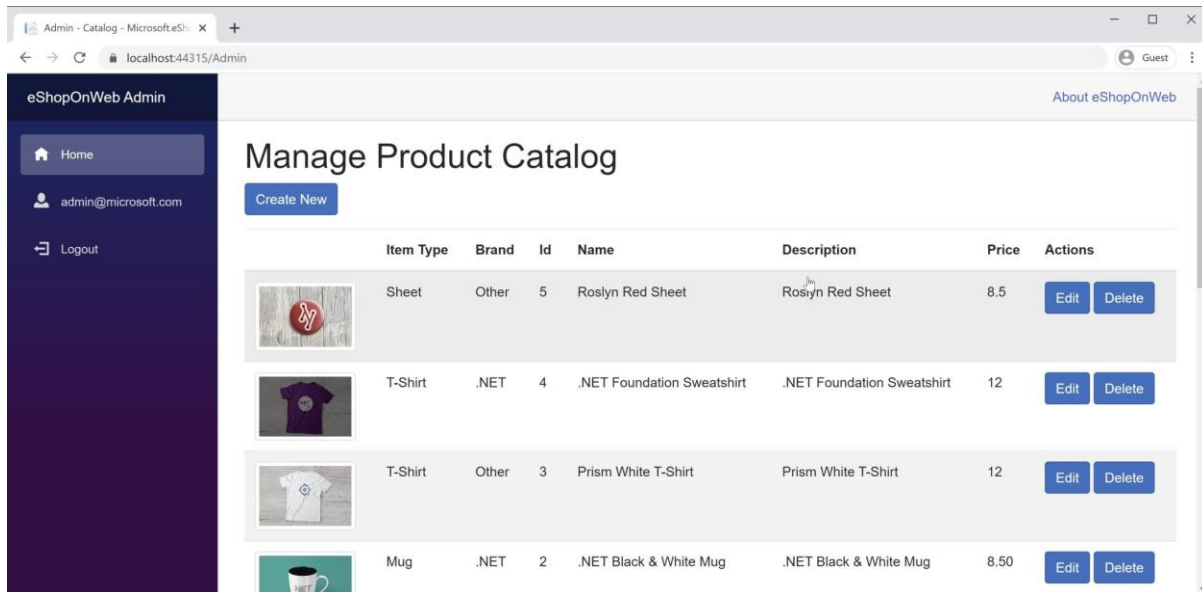 Admin - Catalog - Microsoft.eSh
localhost:44315/Admin
Guest
eShopOnWeb Admin
About eShopOnWeb
Home
admin@microsoft.com
Logout
Manage Product Catalog
Create New
Item Type Brand Id Name Description Price Actions
Sheet Other 5 Roslyn Red Sheet Roslyn Red Sheet 8.5 Edit Delete
T-Shirt .NET 4 .NET Foundation Sweatshirt .NET Foundation Sweatshirt 12 Edit Delete
T-Shirt Other 3 Prism White T-Shirt Prism White T-Shirt 12 Edit Delete
Mug .NET 2 .NET Black & White Mug .NET Black & White Mug 8.50 Edit Delete
.NET